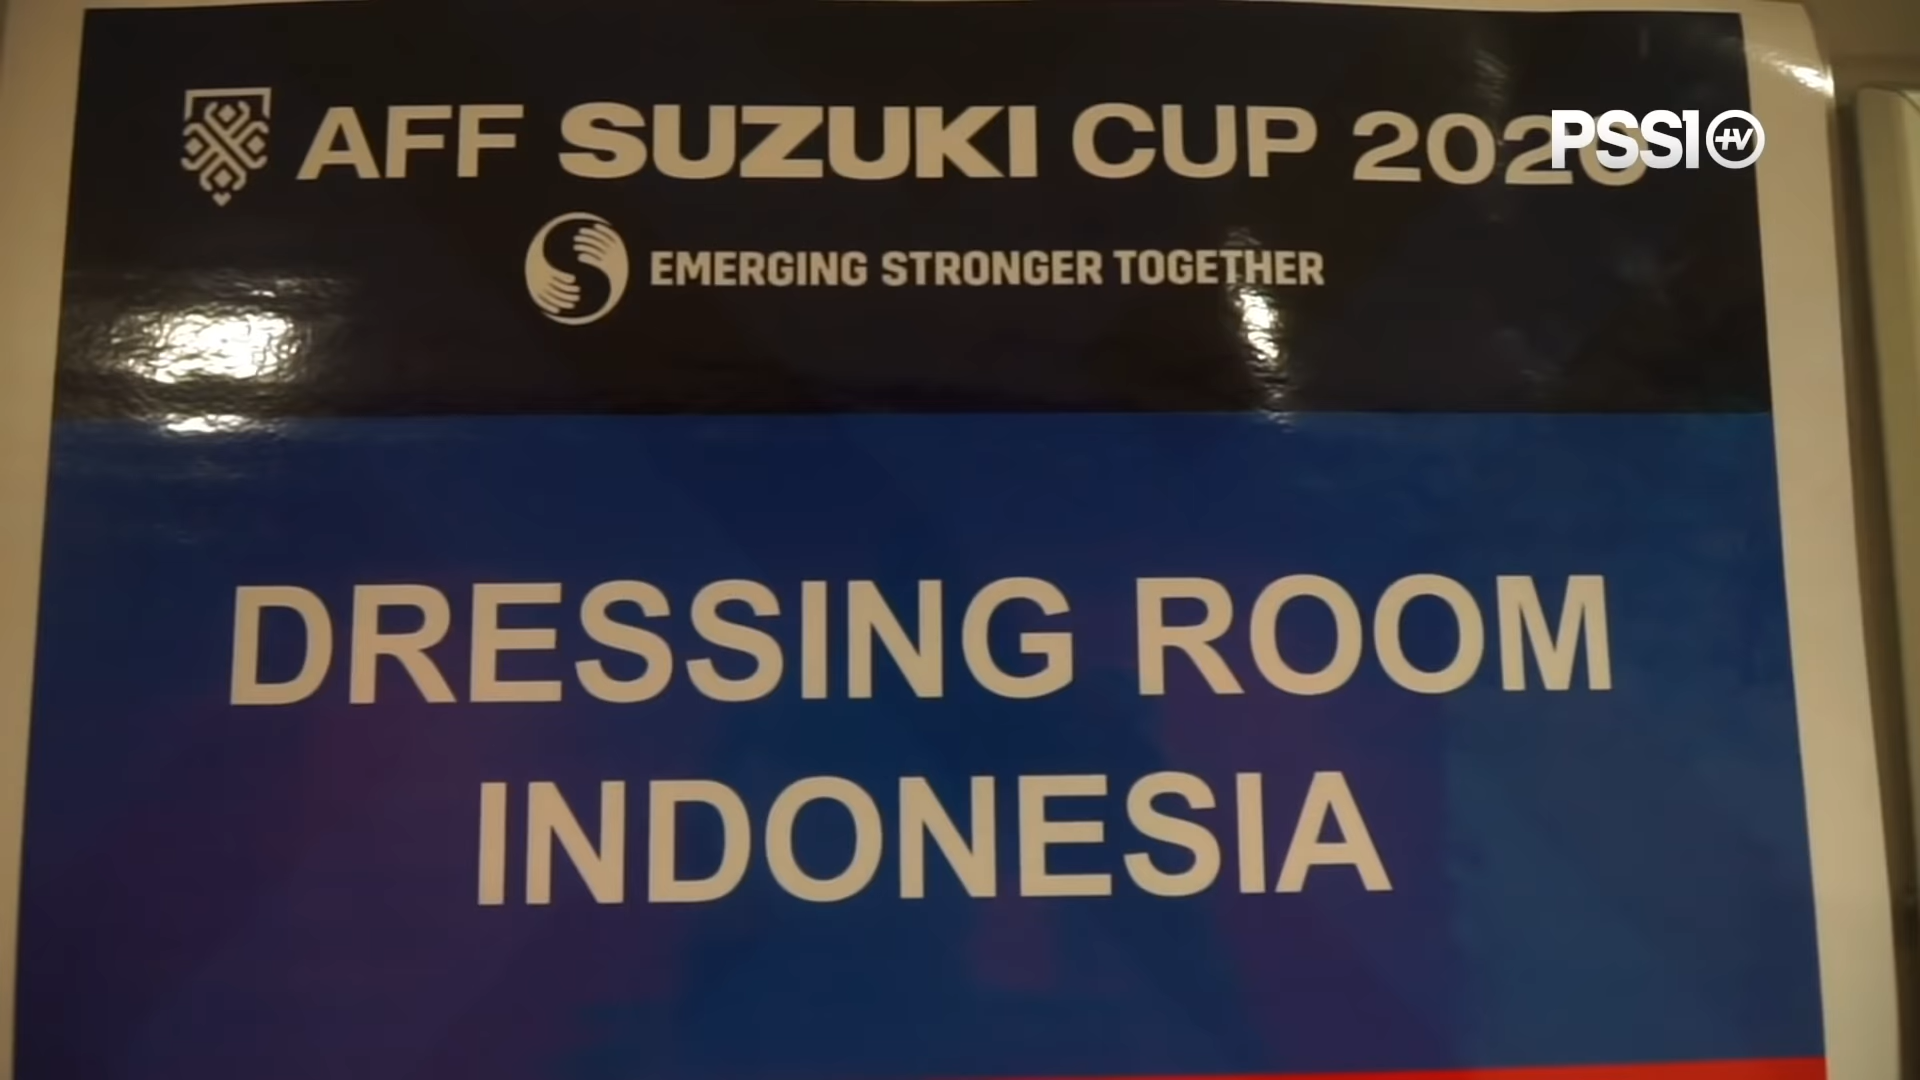 AFF SUZUKI CUP 2020
PSSI tv
EMERGING STRONGER TOGETHER
DRESSING ROOM
INDONESIA